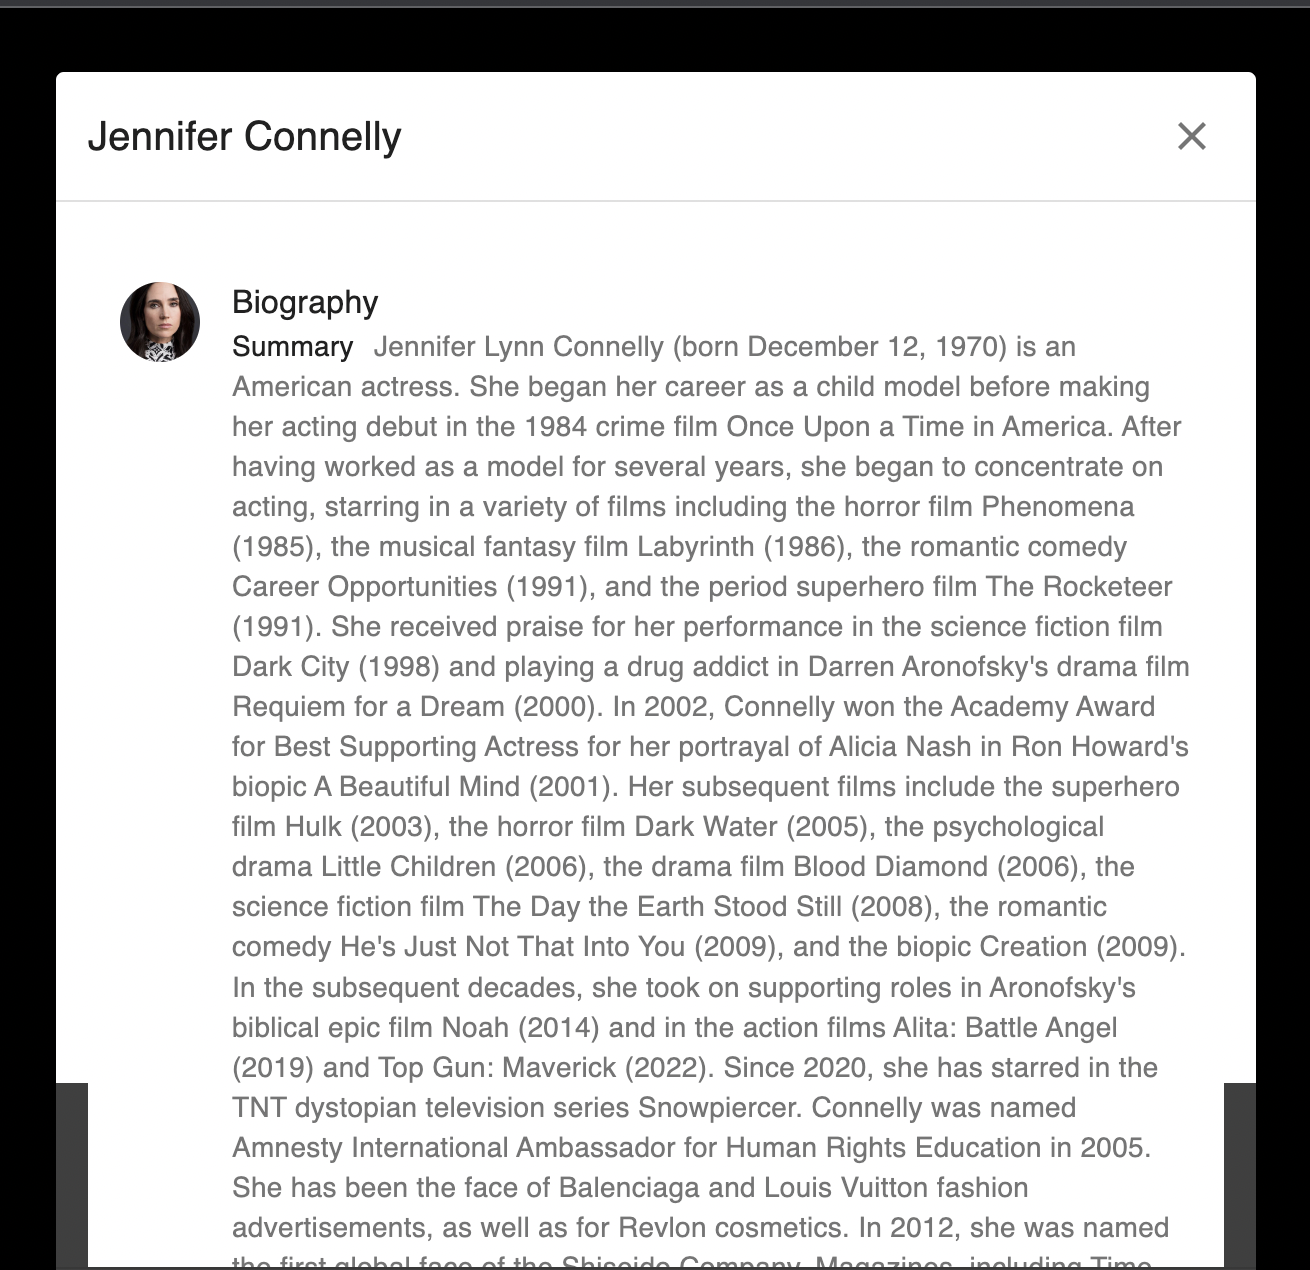 Jennifer Connelly
Biography
Summary Jennifer Lynn Connelly (born December 12, 1970) is an
American actress. She began her career as a child model before making
her acting debut in the 1984 crime film Once Upon a Time in America. After
having worked as a model for several years, she began to concentrate on
acting, starring in a variety of films including the horror film Phenomena
(1985), the musical fantasy film Labyrinth (1986), the romantic comedy
Career Opportunities (1991), and the period superhero film The Rocketeer
(1991). She received praise for her performance in the science fiction film
Dark City (1998) and playing a drug addict in Darren Aronofsky's drama film
Requiem for a Dream (2000). In 2002, Connelly won the Academy Award
for Best Supporting Actress for her portrayal of Alicia Nash in Ron Howard's
biopic A Beautiful Mind (2001). Her subsequent films include the superhero
film Hulk (2003), the horror film Dark Water (2005), the psychological
drama Little Children (2006), the drama film Blood Diamond (2006), the
science fiction film The Day the Earth Stood Still (2008), the romantic
comedy He's Just Not That Into You (2009), and the biopic Creation (2009).
In the subsequent decades, she took on supporting roles in Aronofsky's
biblical epic film Noah (2014) and in the action films Alita: Battle Angel
(2019) and Top Gun: Maverick (2022). Since 2020, she has starred in the
TNT dystopian television series Snowpiercer. Connelly was named
Amnesty International Ambassador for Human Rights Education in 2005.
She has been the face of Balenciaga and Louis Vuitton fashion
advertisements, as well as for Revlon cosmetics. In 2012, she was named
the first global face of the Shiseido Company. Magazines, including Time,